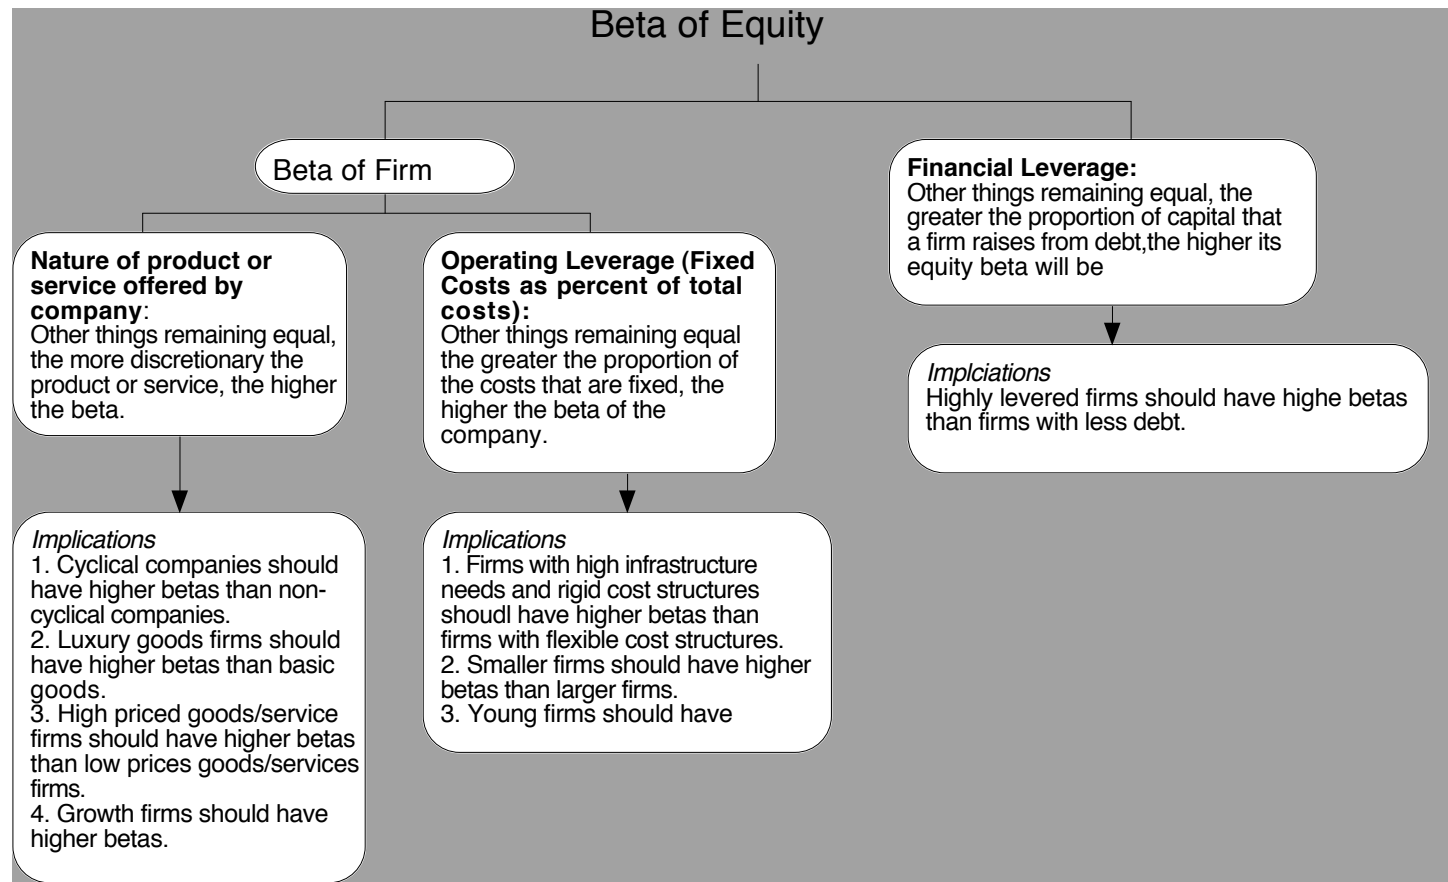 Beta of Equity
Beta of Firm
Financial Leverage:
Other things remaining equal, the
greater the proportion of capital that
a firm raises from debt,the higher its
equity beta will be
Nature of product or
service offered by
company:
Other things remaining equal,
the more discretionary the
product or service, the higher
the beta.
Operating Leverage (Fixed
Costs as percent of total
costs):
Other things remaining equal
the greater the proportion of
the costs that are fixed, the
higher the beta of the
company.
Implciations
Highly levered firms should have highe betas
than firms with less debt.
Implications
1. Cyclical companies should
have higher betas than non-
cyclical companies.
2. Luxury goods firms should
have higher betas than basic
goods.
3. High priced goods/service
firms should have higher betas
than low prices goods/services
firms.
4. Growth firms should have
higher betas.
Implications
1. Firms with high infrastructure
needs and rigid cost structures
shoudl have higher betas than
firms with flexible cost structures.
2. Smaller firms should have higher
betas than larger firms.
3. Young firms should have